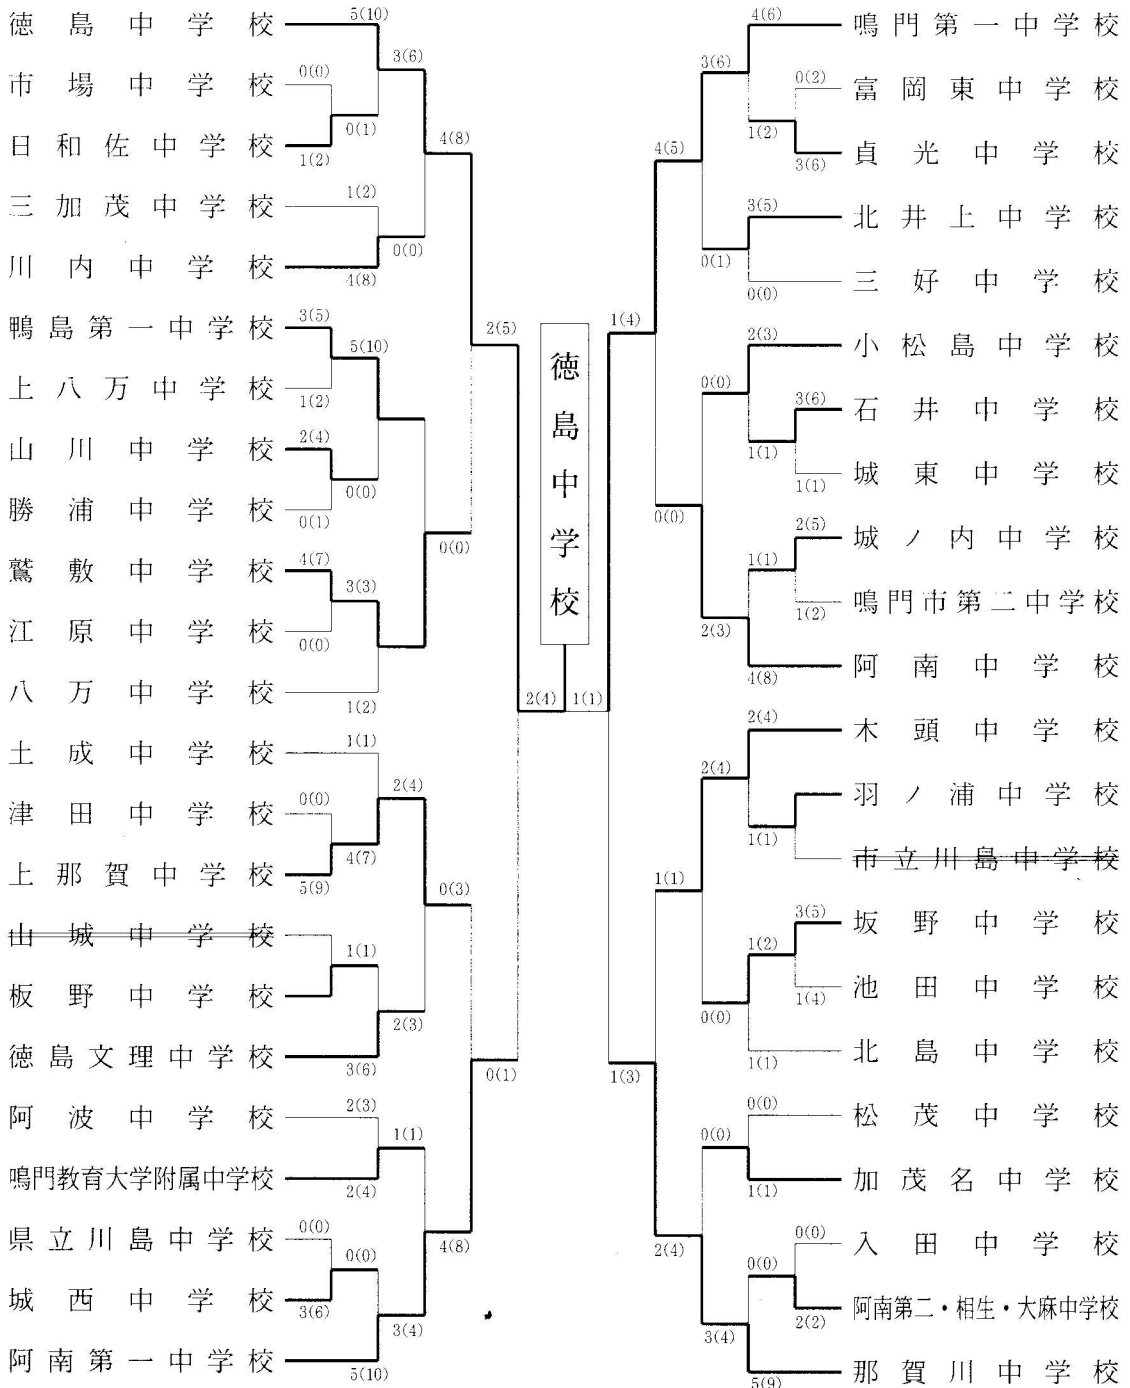 徳島中学校
5(10)
3(6)
市場中学校
0(0)
0(1)
日和佐中学校
1(2)
4(8)
三加茂中学校
1(2)
0(0)
川内中学校
4(8)
鴨島第一中学校
3(5)
5(10)
2(5)
上八万中学校
1(2)
山川中学校
2(4)
0(0)
勝浦中学校
0(1)
0(0)
鷲敷中学校
4(7)
3(3)
江原中学校
0(0)
八万中学校
1(2)
2(4)
土成中学校
1(1)
2(4)
津田中学校
0(0)
4(7)
上那賀中学校
5(9)
0(3)
山城中学校
1(1)
板野中学校
2(3)
徳島文理中学校
3(6)
0(1)
阿波中学校
2(3)
1(1)
鳴門教育大学附属中学校
2(4)
県立川島中学校
0(0)
0(0)
4(8)
城西中学校
3(6)
3(4)
阿南第一中学校
5(10)
徳島中学校
4(6)
鳴門第一中学校
3(6)
0(2)
富岡東中学校
1(2)
貞光中学校
3(6)
4(5)
3(5)
北井上中学校
0(1)
三好中学校
0(0)
1(4)
2(3)
小松島中学校
0(0)
3(6)
石井中学校
1(1)
城東中学校
1(1)
0(0)
2(5)
城ノ内中学校
1(1)
鳴門市第二中学校
1(2)
2(3)
阿南中学校
4(8)
1(1)
2(4)
木頭中学校
2(4)
羽ノ浦中学校
1(1)
市立川島中学校
1(1)
3(5)
坂野中学校
1(2)
池田中学校
1(4)
0(0)
北島中学校
1(1)
1(3)
0(0)
松茂中学校
0(0)
加茂名中学校
1(1)
2(4)
0(0)
入田中学校
0(0)
阿南第二・相生・大麻中学校
2(2)
3(4)
那賀川中学校
5(9)